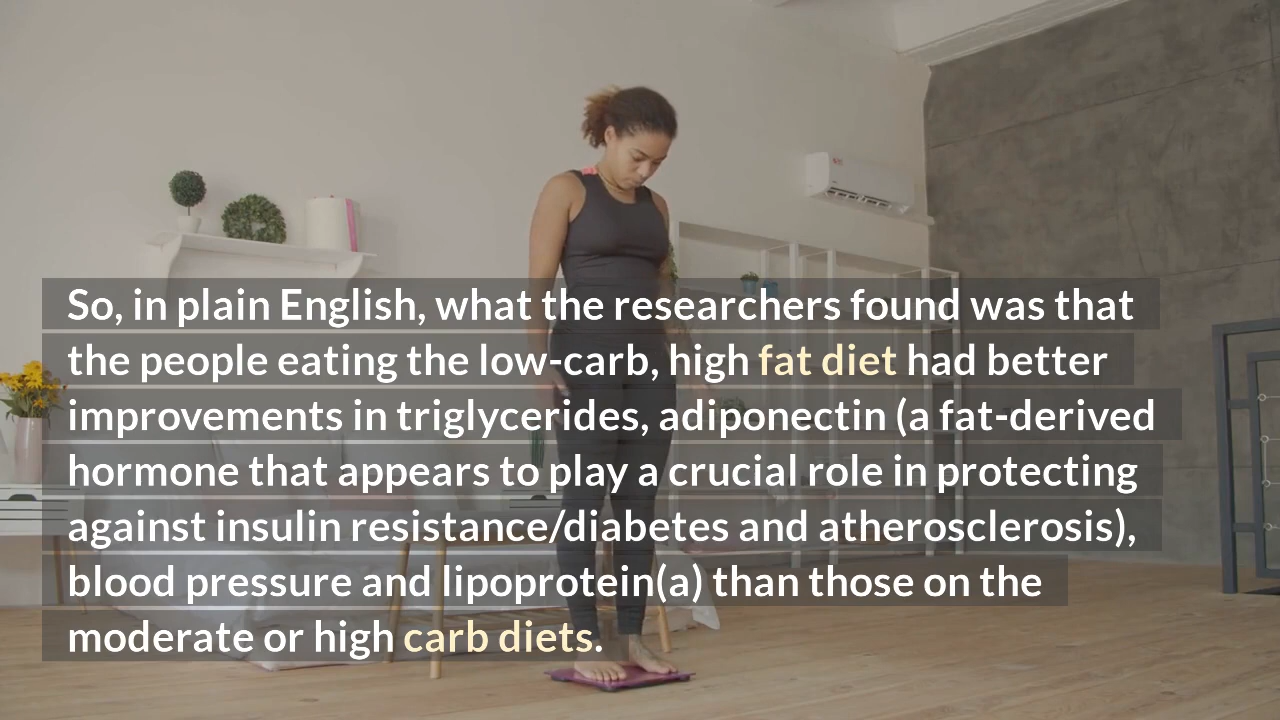 So, in plain English, what the researchers found was that
the people eating the low-carb, high fat diet had better
improvements in triglycerides, adiponectin (a fat-derived
hormone that appears to play a crucial role in protecting
against insulin resistance/diabetes and atherosclerosis),
blood pressure and lipoprotein(a) than those on the
moderate or high carb diets.